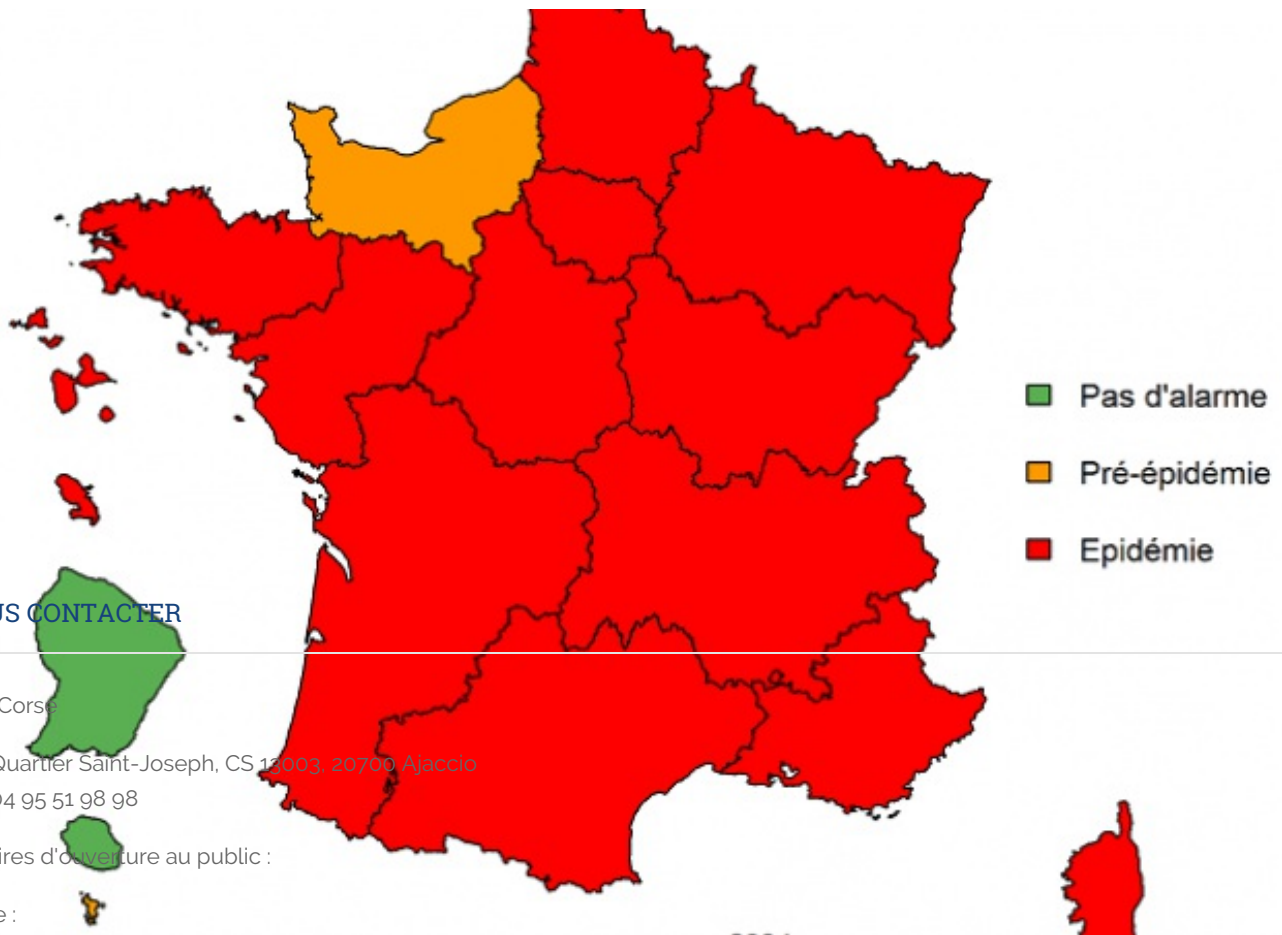 Pas d'alarme
Pré-épidémie
Epidémie
US CONTACTER
Corse
Quartier Saint-Joseph, CS 13003, 20700 Ajaccio
04 95 51 98 98
ires d'ouverture au public :
e :